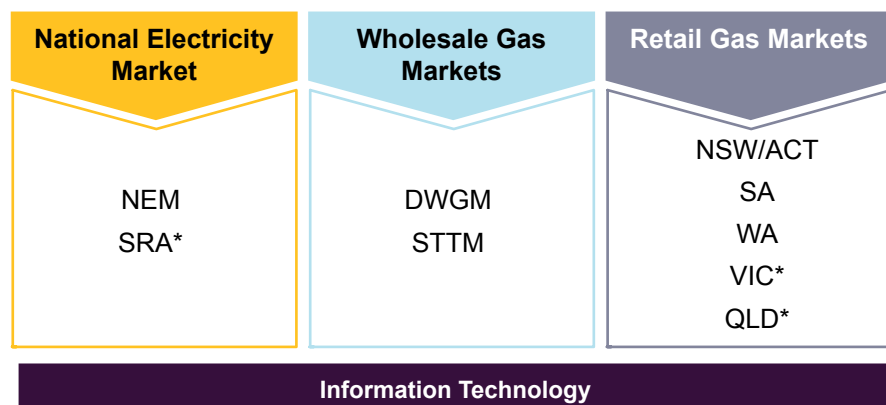 National Electricity
Market
NEM
SRA*
Wholesale Gas
Markets
DWGM
STTM
Retail Gas Markets
NSW/ACT
SA
WA
VIC*
QLD*
Information Technology